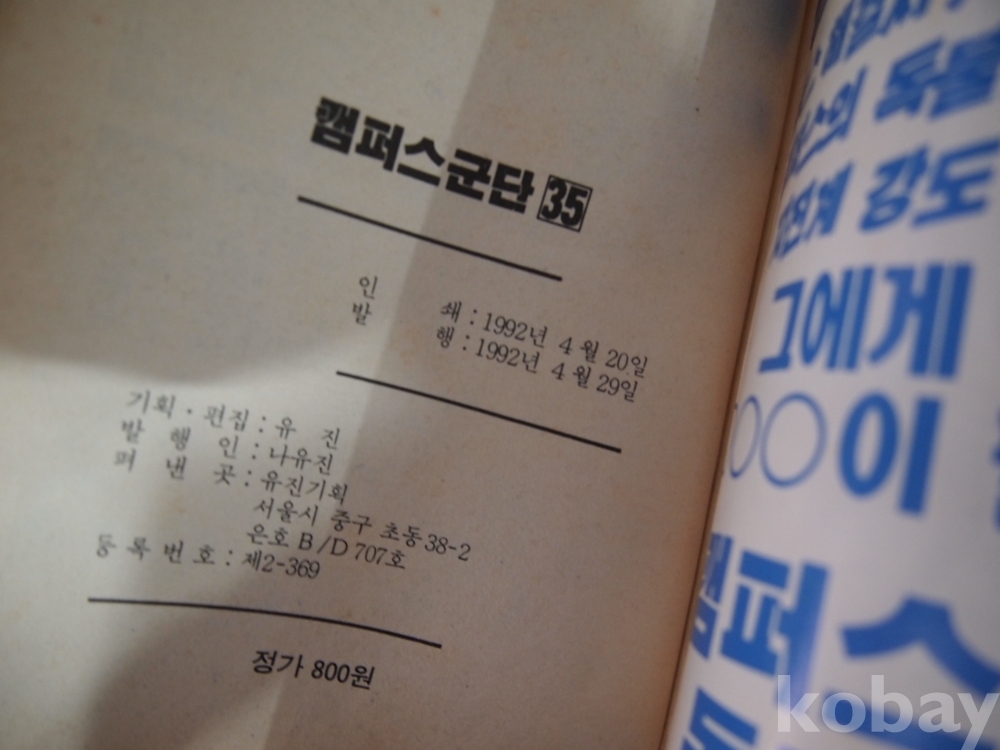 캠퍼스군단 35
인 쇄 : 1992년 4월 20일
발 행 : 1992년 4월 29일
기획·편집 : 유 진
발 행 인 : 나유진
펴 낸 곳 : 유진기획
서울시 중구 초동 38-2
은호 B/D 707호
등록번호 : 제2-369
정가 800원
의 독
강도
그에게
○○이
캠퍼스
kobay